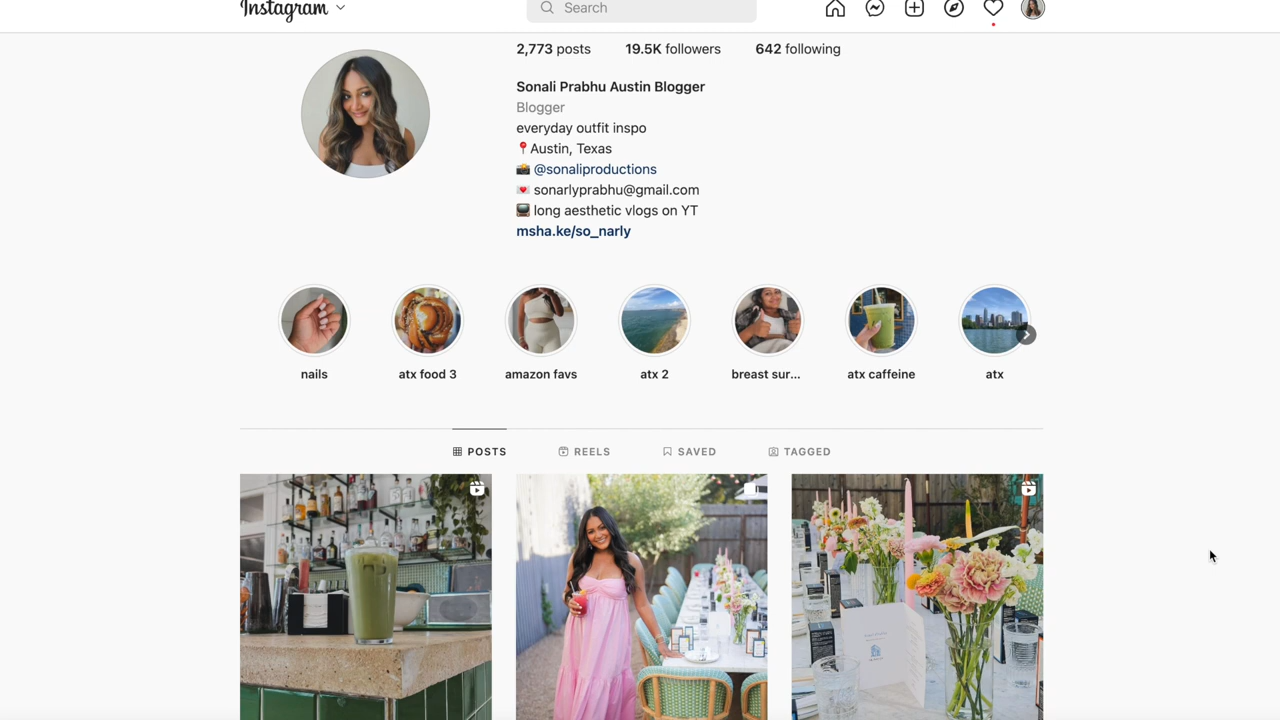 Instagram
Search
2,773 posts 19.5K followers 642 following
Sonali Prabhu Austin Blogger
Blogger
everyday outfit inspo
📍Austin, Texas
📸 @sonaliproductions
💌 sonarlyprabhu@gmail.com
📺 long aesthetic vlogs on YT
msha.ke/so_narly
nails atx food 3 amazon favs atx 2 breast sur... atx caffeine atx
POSTS REELS SAVED TAGGED